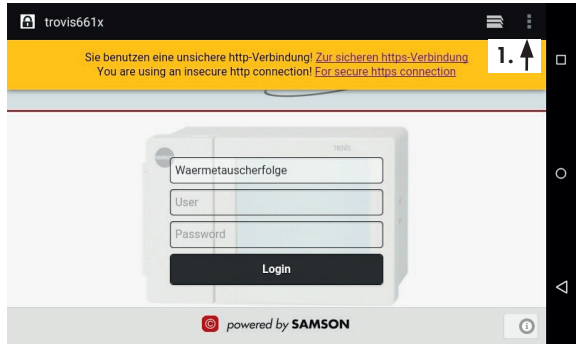 trovis661x
Sie benutzen eine unsichere http-Verbindung! Zur sicheren https-Verbindung
You are using an insecure http connection! For secure https connection
1.
TROVIS
Waermetauscherfolge
User
Password
Login
powered by SAMSON